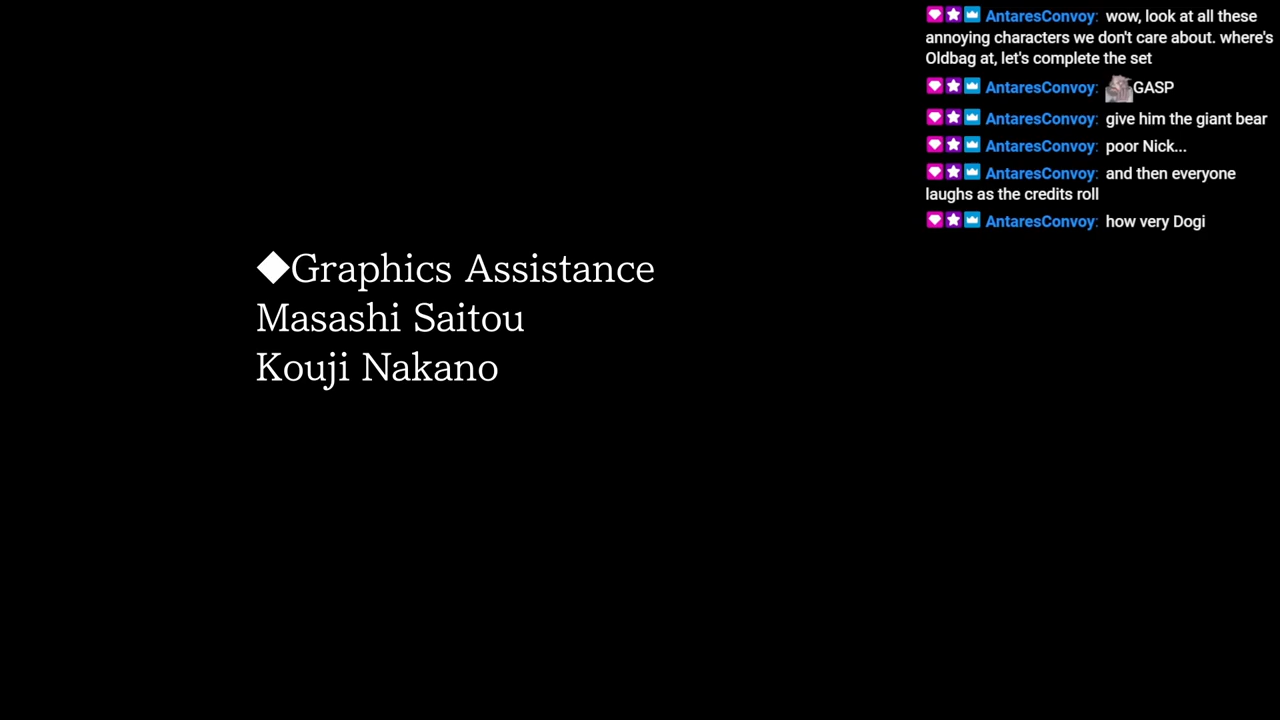 ◆Graphics Assistance
Masashi Saitou
Kouji Nakano
AntaresConvoy: wow, look at all these
annoying characters we don't care about. where's
Oldbag at, let's complete the set
AntaresConvoy: GASP
AntaresConvoy: give him the giant bear
AntaresConvoy: poor Nick...
AntaresConvoy: and then everyone
laughs as the credits roll
AntaresConvoy: how very Dogi